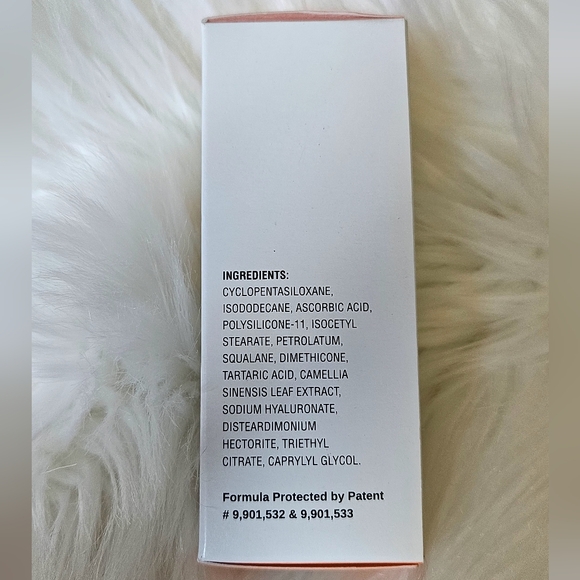 INGREDIENTS:
CYCLOPENTASILOXANE,
ISODODECANE, ASCORBIC ACID,
POLYSILICONE-11, ISOCETYL
STEARATE, PETROLATUM,
SQUALANE, DIMETHICONE,
TARTARIC ACID, CAMELLIA
SINENSIS LEAF EXTRACT,
SODIUM HYALURONATE,
DISTEARDIMONIUM
HECTORITE, TRIETHYL
CITRATE, CAPRYLYL GLYCOL.
Formula Protected by Patent
# 9,901,532 & 9,901,533